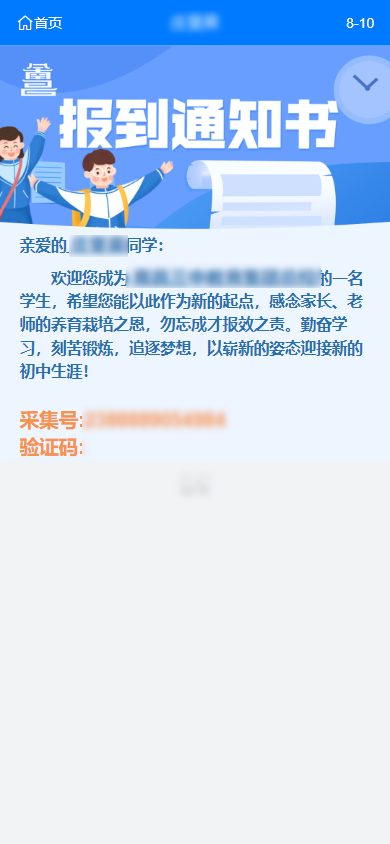 首页
8-10
报到通知书
亲爱的
同学：
欢迎您成为
的一名
学生，希望您能以此作为新的起点，感念家长、老
师的养育栽培之恩，勿忘成才报效之责。勤奋学
习，刻苦锻炼，追逐梦想，以崭新的姿态迎接新的
初中生涯！
采集号:
验证码: